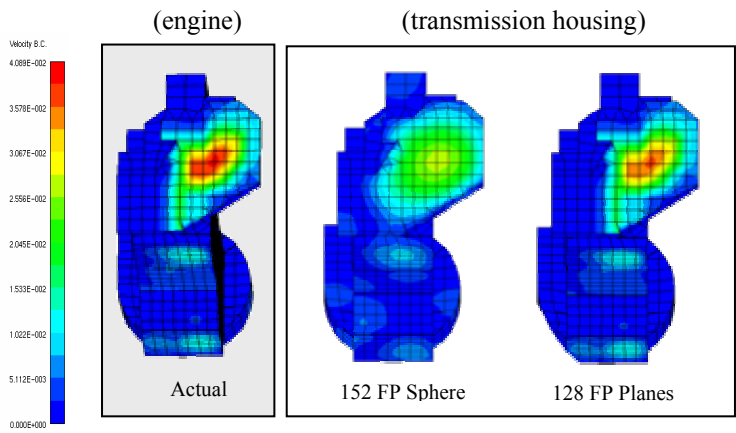 (engine) (transmission housing)
Velocity B.C.
4.089E-002
3.578E-002
3.067E-002
2.556E-002
2.045E-002
1.533E-002
1.022E-002
5.112E-003
0.000E+000
Actual 152 FP Sphere 128 FP Planes